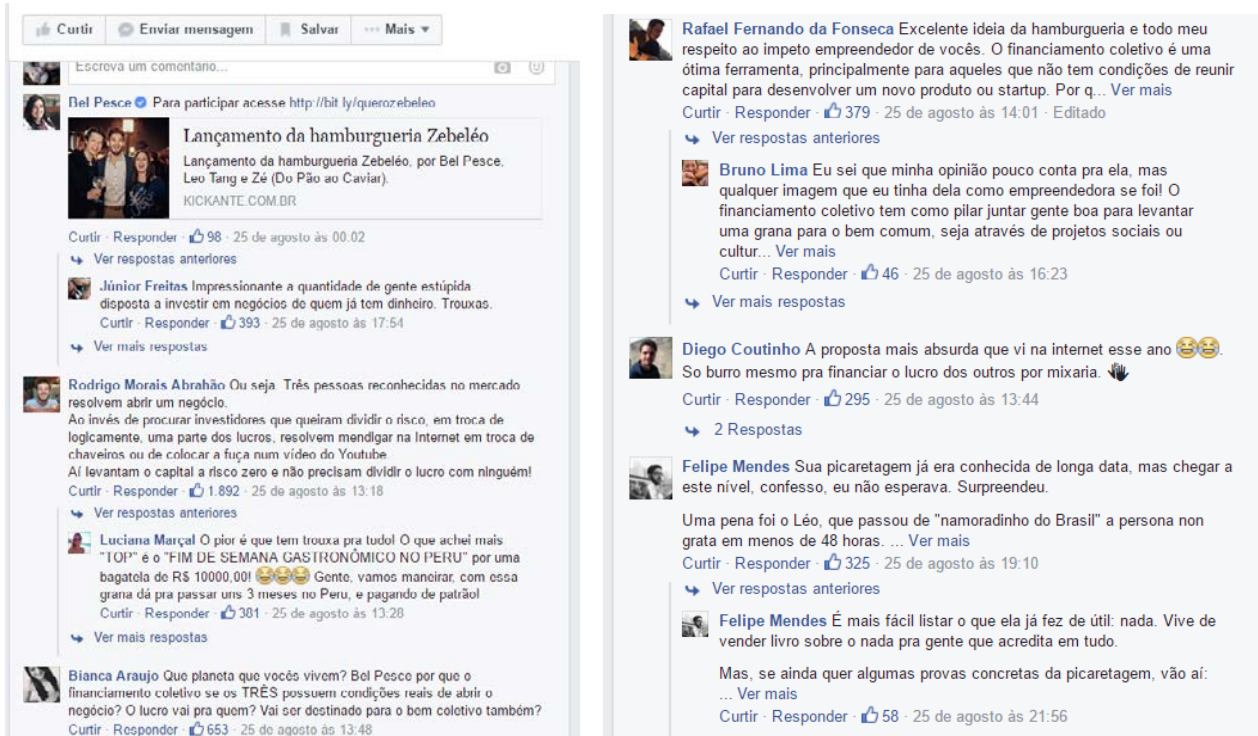 Curtir Enviar mensagem Salvar ··· Mais
Escreva um comentário...
Bel Pesce Para participar acesse http://bit.ly/querozebeleo
Lançamento da hamburgueria Zebeléo
Lançamento da hamburgueria Zebeléo, por Bel Pesce,
Leo Tang e Zé (Do Pão ao Caviar).
KICKANTE.COM.BR
Curtir · Responder · 98 · 25 de agosto às 00:02
Ver respostas anteriores
Júnior Freitas Impressionante a quantidade de gente estúpida
disposta a investir em negócios de quem já tem dinheiro. Trouxas.
Curtir · Responder · 393 · 25 de agosto às 17:54
Ver mais respostas
Rodrigo Morais Abrahão Ou seja. Três pessoas reconhecidas no mercado
resolvem abrir um negócio.
Ao invés de procurar investidores que queiram dividir o risco, em troca de
logicamente, uma parte dos lucros, resolvem mendigar na Internet em troca de
chaveiros ou de colocar a fuça num vídeo do Youtube.
Aí levantam o capital a risco zero e não precisam dividir o lucro com ninguém!
Curtir · Responder · 1.892 · 25 de agosto às 13:18
Ver respostas anteriores
Luciana Marçal O pior é que tem trouxa pra tudo! O que achei mais
"TOP" é o "FIM DE SEMANA GASTRONÔMICO NO PERU" por uma
bagatela de R$ 10000,00! 😂😂😂 Gente, vamos maneirar, com essa
grana dá pra passar uns 3 meses no Peru, e pagando de patrão!
Curtir · Responder · 381 · 25 de agosto às 13:28
Ver mais respostas
Bianca Araujo Que planeta que vocês vivem? Bel Pesce por que o
financiamento coletivo se os TRÊS possuem condições reais de abrir o
negócio? O lucro vai pra quem? Vai ser destinado para o bem coletivo também?
Curtir · Responder · 653 · 25 de agosto às 13:48
Rafael Fernando da Fonseca Excelente ideia da hamburgueria e todo meu
respeito ao impeto empreendedor de vocês. O financiamento coletivo é uma
ótima ferramenta, principalmente para aqueles que não tem condições de reunir
capital para desenvolver um novo produto ou startup. Por q... Ver mais
Curtir · Responder · 379 · 25 de agosto às 14:01 · Editado
Ver respostas anteriores
Bruno Lima Eu sei que minha opinião pouco conta pra ela, mas
qualquer imagem que eu tinha dela como empreendedora se foi! O
financiamento coletivo tem como pilar juntar gente boa para levantar
uma grana para o bem comum, seja através de projetos sociais ou
cultur... Ver mais
Curtir · Responder · 46 · 25 de agosto às 16:23
Ver mais respostas
Diego Coutinho A proposta mais absurda que vi na internet esse ano 😂😂.
So burro mesmo pra financiar o lucro dos outros por mixaria. 👋
Curtir · Responder · 295 · 25 de agosto às 13:44
2 Respostas
Felipe Mendes Sua picaretagem já era conhecida de longa data, mas chegar a
este nível, confesso, eu não esperava. Surpreendeu.
Uma pena foi o Léo, que passou de "namoradinho do Brasil" a persona non
grata em menos de 48 horas. ... Ver mais
Curtir · Responder · 325 · 25 de agosto às 19:10
Ver respostas anteriores
Felipe Mendes É mais fácil listar o que ela já fez de útil: nada. Vive de
vender livro sobre o nada pra gente que acredita em tudo.
Mas, se ainda quer algumas provas concretas da picaretagem, vão aí:
... Ver mais
Curtir · Responder · 58 · 25 de agosto às 21:56